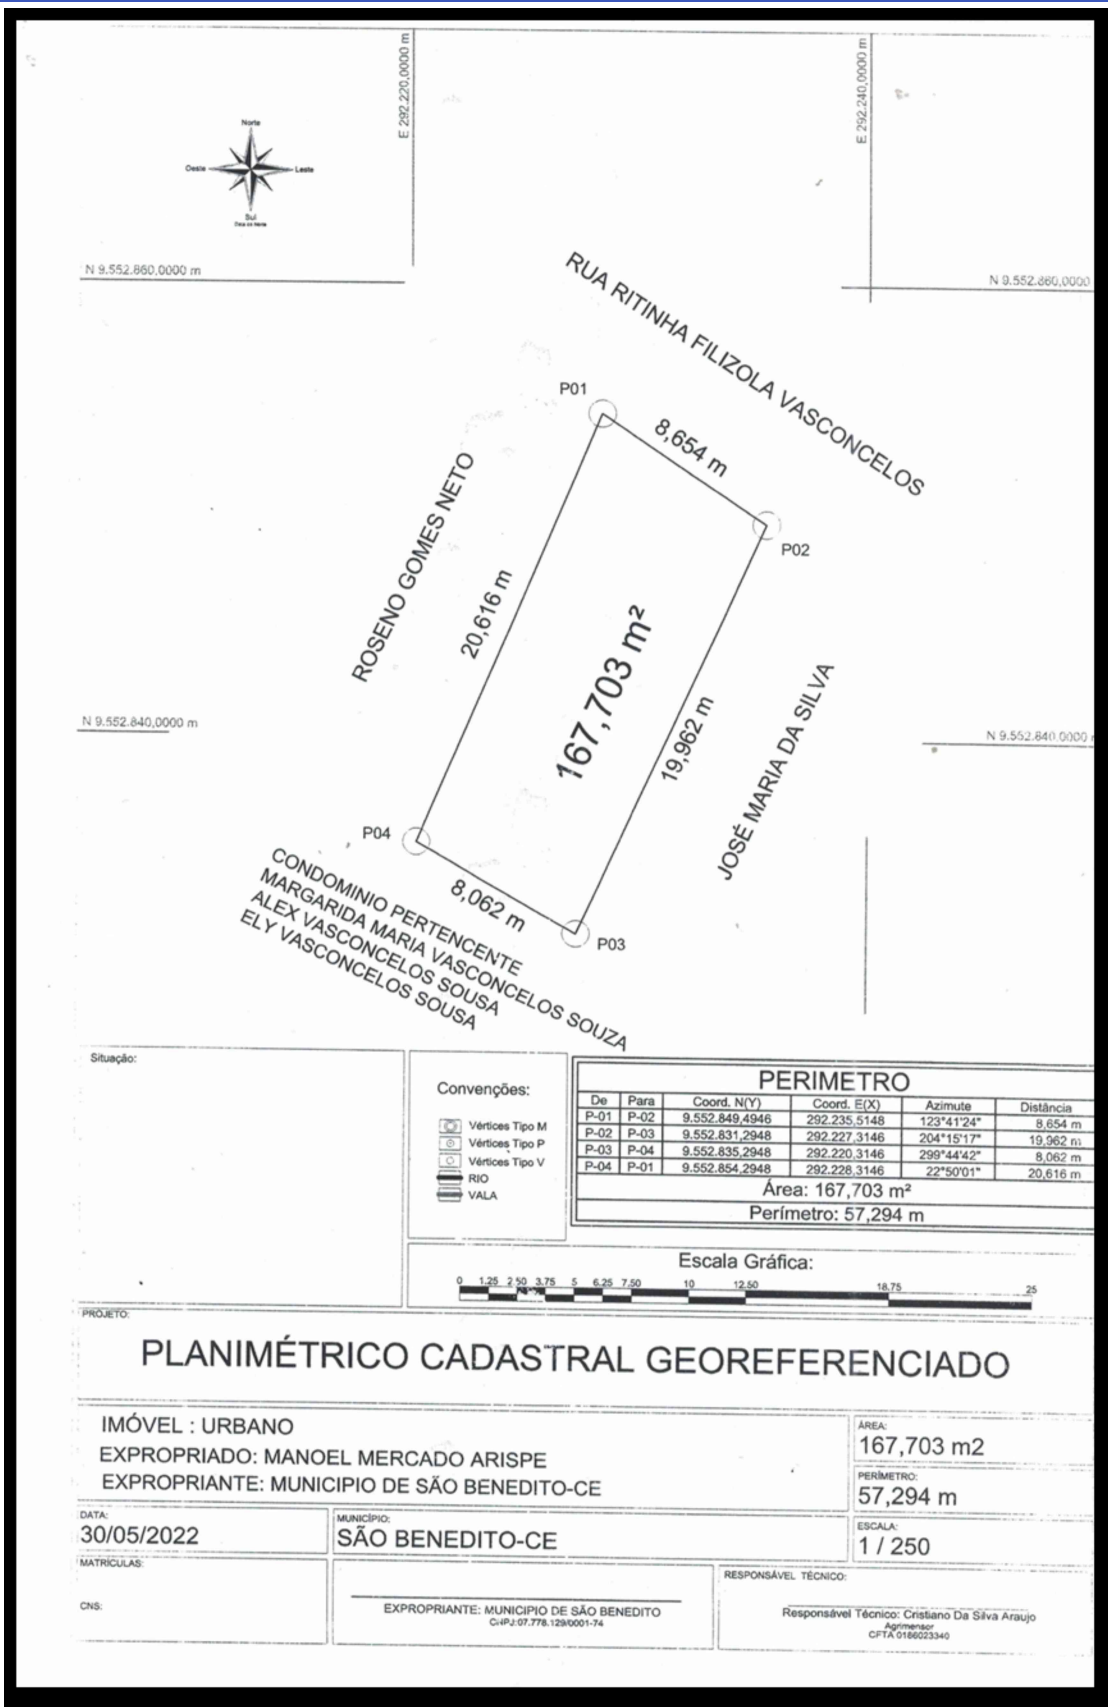 E 292.220,0000 m
E 292.240,0000 m
Norte
Oeste
Leste
Sul
N 9.552.860,0000 m
N 9.552.860,0000
RUA RITINHA FILIZOLA VASCONCELOS
P01
8,654 m
P02
ROSENO GOMES NETO
20,616 m
167,703 m²
19,962 m
JOSÉ MARIA DA SILVA
N 9.552.840,0000 m
N 9.552.840,0000
P04
8,062 m
P03
CONDOMINIO PERTENCENTE
MARGARIDA MARIA VASCONCELOS SOUZA
ALEX VASCONCELOS SOUSA
ELY VASCONCELOS SOUSA
Situação:
Convenções:
Vértices Tipo M
Vértices Tipo P
Vértices Tipo V
RIO
VALA
PERIMETRO
De Para Coord. N(Y) Coord. E(X) Azimute Distância
P-01 P-02 9.552.849,4946 292.235,5148 123°41'24" 8,654 m
P-02 P-03 9.552.831,2948 292.227,3146 204°15'17" 19,962 m
P-03 P-04 9.552.835,2948 292.220,3146 299°44'42" 8,062 m
P-04 P-01 9.552.854,2948 292.228,3146 22°50'01" 20,616 m
Área: 167,703 m²
Perímetro: 57,294 m
Escala Gráfica:
0 1.25 2.50 3.75 5 6.25 7.50 10 12.50 18.75 25
PROJETO:
PLANIMÉTRICO CADASTRAL GEOREFERENCIADO
IMÓVEL : URBANO
EXPROPRIADO: MANOEL MERCADO ARISPE
EXPROPRIANTE: MUNICIPIO DE SÃO BENEDITO-CE
ÁREA:
167,703 m2
PERÍMETRO:
57,294 m
DATA:
30/05/2022
MUNICÍPIO:
SÃO BENEDITO-CE
ESCALA:
1 / 250
MATRÍCULAS:
CNS:
EXPROPRIANTE: MUNICIPIO DE SÃO BENEDITO
CNPJ:07.778.129/0001-74
RESPONSÁVEL TÉCNICO:
Responsável Técnico: Cristiano Da Silva Araujo
Agrimensor
CFTA 0186023340